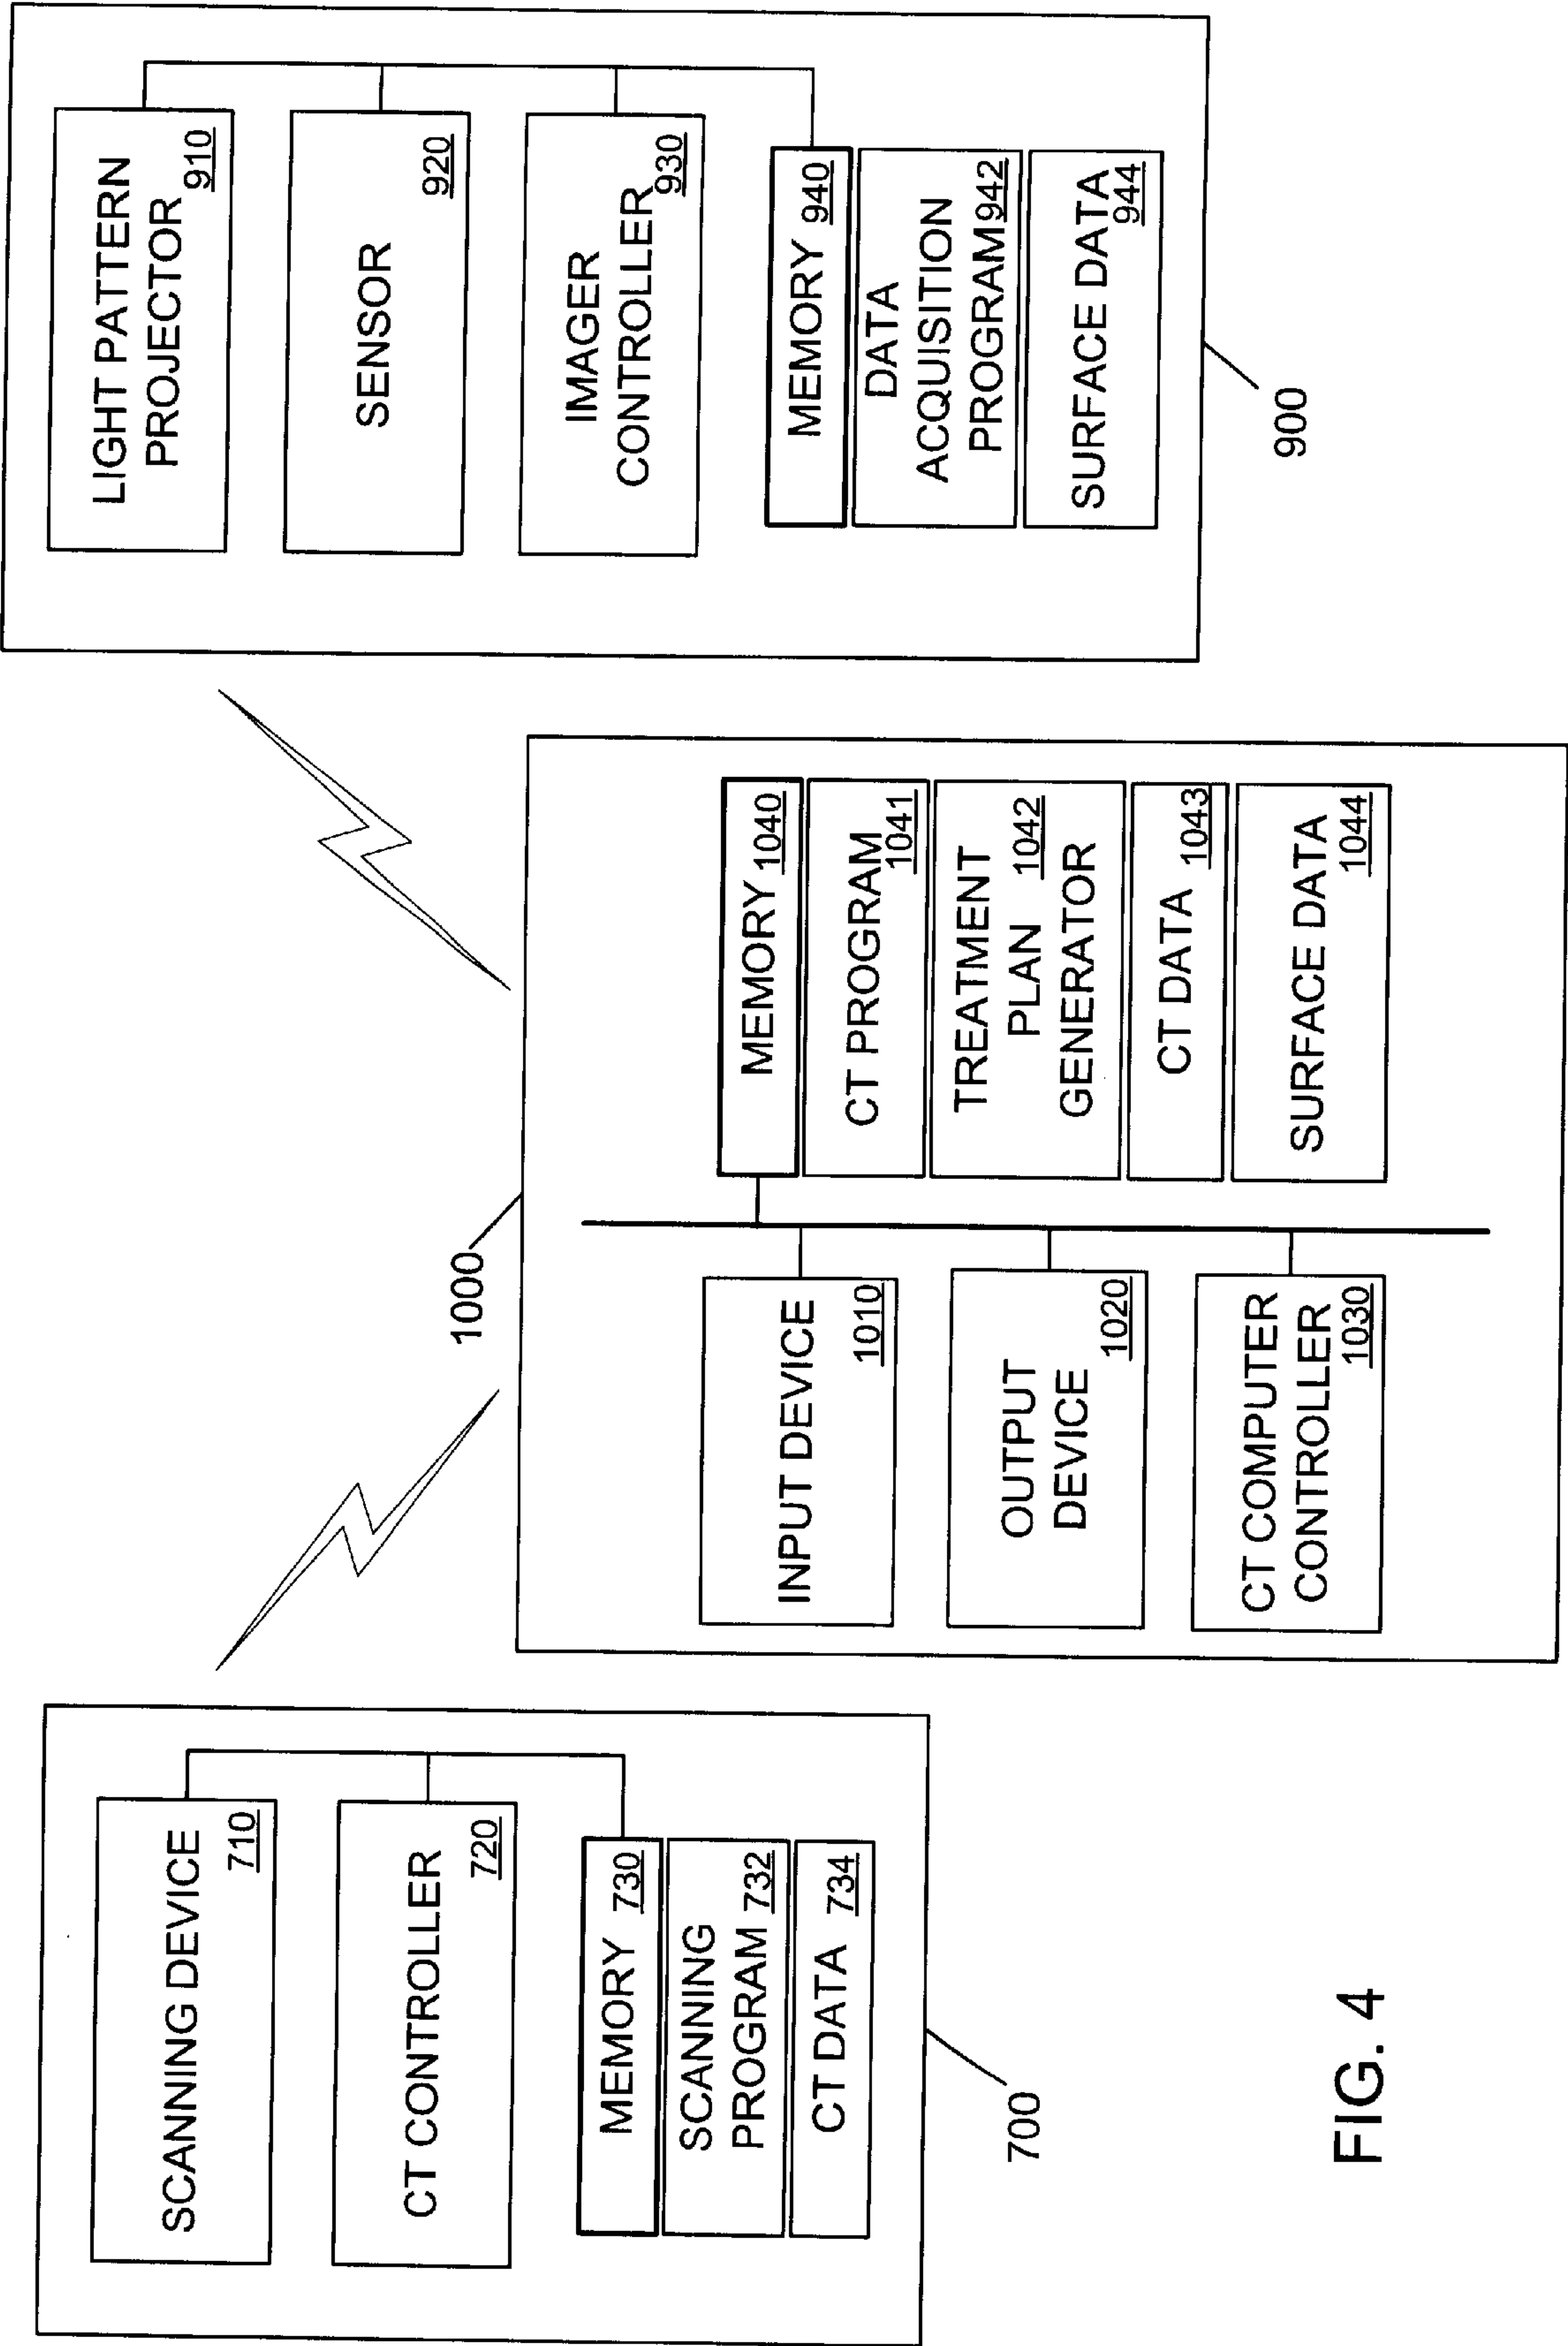 SCANNING DEVICE
710
CT CONTROLLER
720
MEMORY 730
SCANNING
PROGRAM 732
CT DATA 734
700
1000
INPUT DEVICE
1010
OUTPUT
DEVICE
1020
CT COMPUTER
CONTROLLER
1030
MEMORY 1040
CT PROGRAM
1041
TREATMENT
PLAN 1042
GENERATOR
CT DATA 1043
SURFACE DATA
1044
LIGHT PATTERN
PROJECTOR
910
SENSOR
920
IMAGER
CONTROLLER
930
MEMORY 940
DATA
ACQUISITION
PROGRAM 942
SURFACE DATA
944
900
FIG. 4